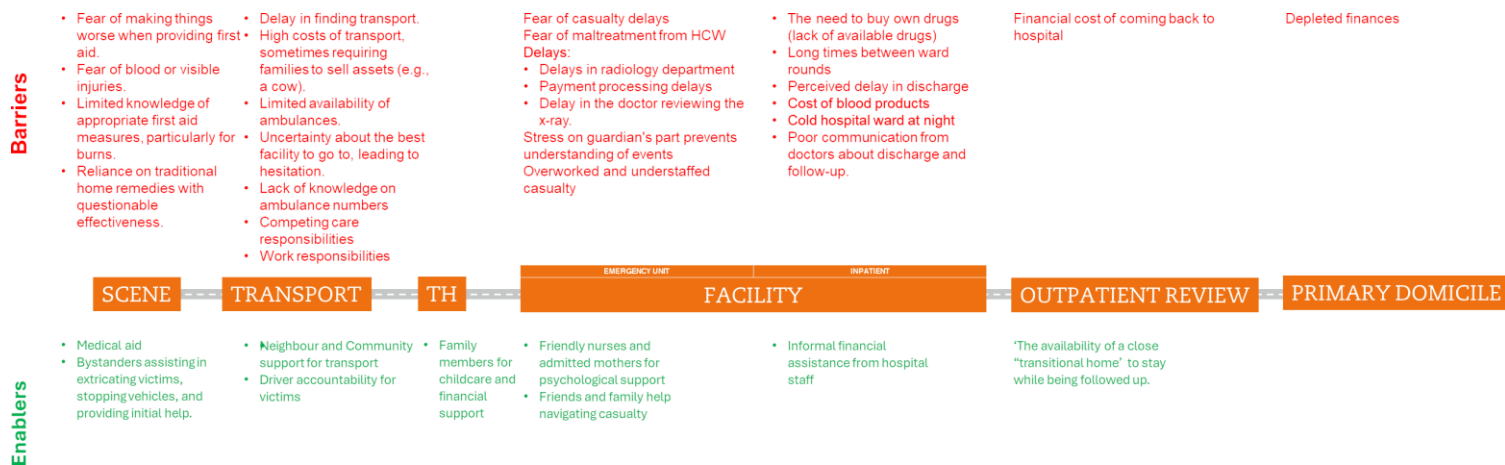 Barriers
• Fear of making things
worse when providing first
aid.
• Fear of blood or visible
injuries.
• Limited knowledge of
appropriate first aid
measures, particularly for
burns.
• Reliance on traditional
home remedies with
questionable
effectiveness.
• Delay in finding transport.
• High costs of transport,
sometimes requiring
families to sell assets (e.g.,
a cow).
• Limited availability of
ambulances.
• Uncertainty about the best
facility to go to, leading to
hesitation.
• Lack of knowledge on
ambulance numbers
• Competing care
responsibilities
• Work responsibilities
Fear of casualty delays
Fear of maltreatment from HCW
Delays:
• Delays in radiology department
• Payment processing delays
• Delay in the doctor reviewing the
x-ray.
Stress on guardian's part prevents
understanding of events
Overworked and understaffed
casualty
• The need to buy own drugs
(lack of available drugs)
• Long times between ward
rounds
• Perceived delay in discharge
• Cost of blood products
• Cold hospital ward at night
• Poor communication from
doctors about discharge and
follow-up.
Financial cost of coming back to
hospital
Depleted finances
SCENE
TRANSPORT
TH
EMERGENCY UNIT
INPATIENT
FACILITY
OUTPATIENT REVIEW
PRIMARY DOMICILE
Enablers
• Medical aid
• Bystanders assisting in
extricating victims,
stopping vehicles, and
providing initial help.
• Neighbour and Community
support for transport
• Driver accountability for
victims
• Family
members for
childcare and
financial
support
• Friendly nurses and
admitted mothers for
psychological support
• Friends and family help
navigating casualty
• Informal financial
assistance from hospital
staff
‘The availability of a close
“transitional home’ to stay
while being followed up.